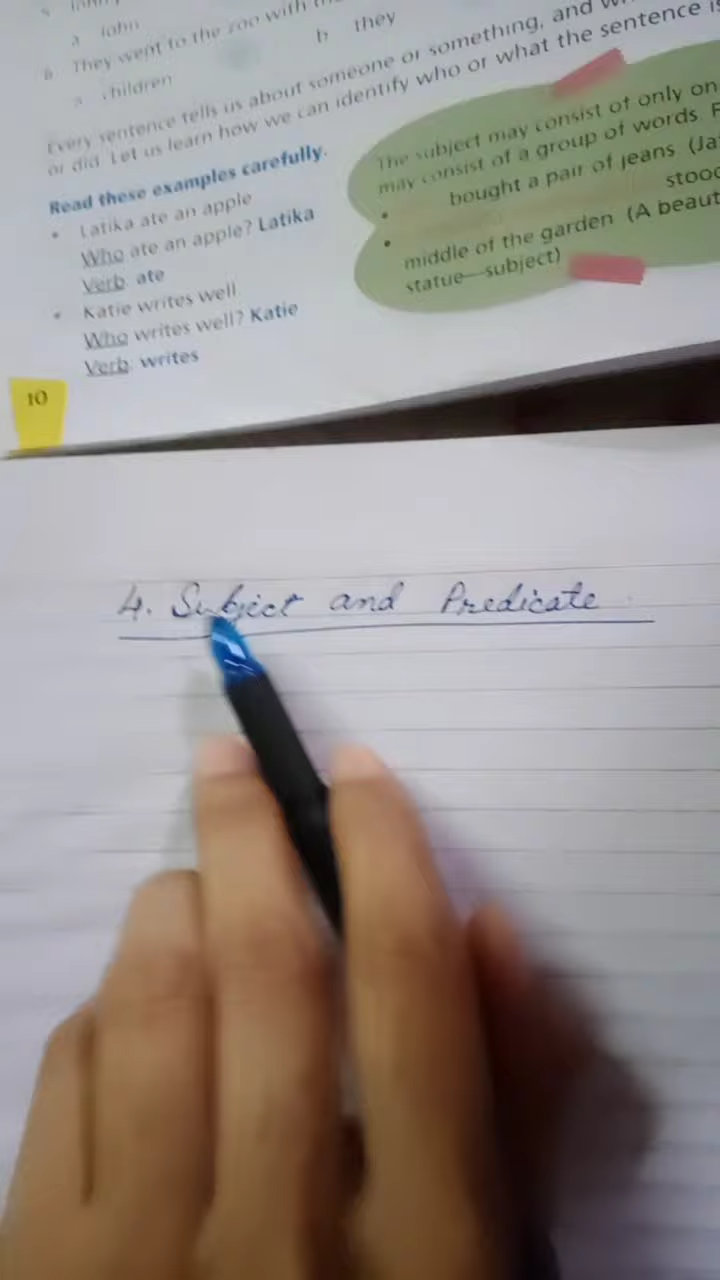 a john
b they
They went to the zoo with
a children
Every sentence tells us about someone or something, and
or did. Let us learn how we can identify who or what the sentence is
Read these examples carefully.
• Latika ate an apple
Who ate an apple? Latika
Verb: ate
• Katie writes well
Who writes well? Katie
Verb: writes
The subject may consist of only on
may consist of a group of words. F
• bought a pair of jeans (Ja
• stood
middle of the garden (A beaut
statue—subject)
10
4. Subject and Predicate